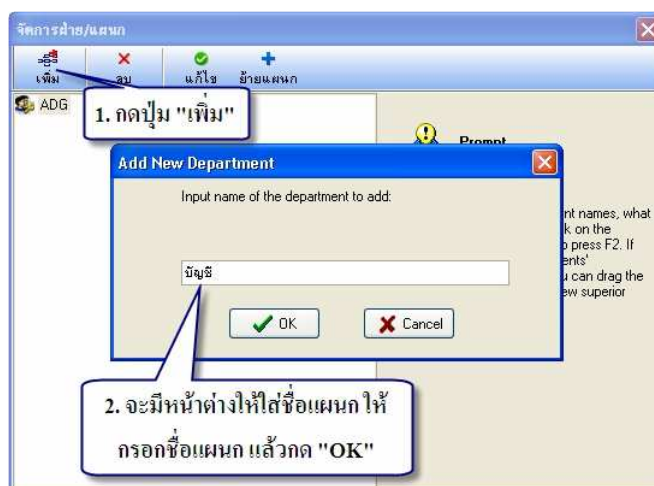 จัดการฝ่าย/แผนก
เพิ่ม ลบ แก้ไข ย้ายแผนก
ADG
1. กดปุ่ม "เพิ่ม"
Prompt
Add New Department
Input name of the department to add:
nt names, what
k on the
press F2. If
ents'
u can drag the
ew superior
บัญชี
OK Cancel
2. จะมีหน้าต่างให้ใส่ชื่อแผนก ให้
กรอกชื่อแผนก แล้วกด "OK"